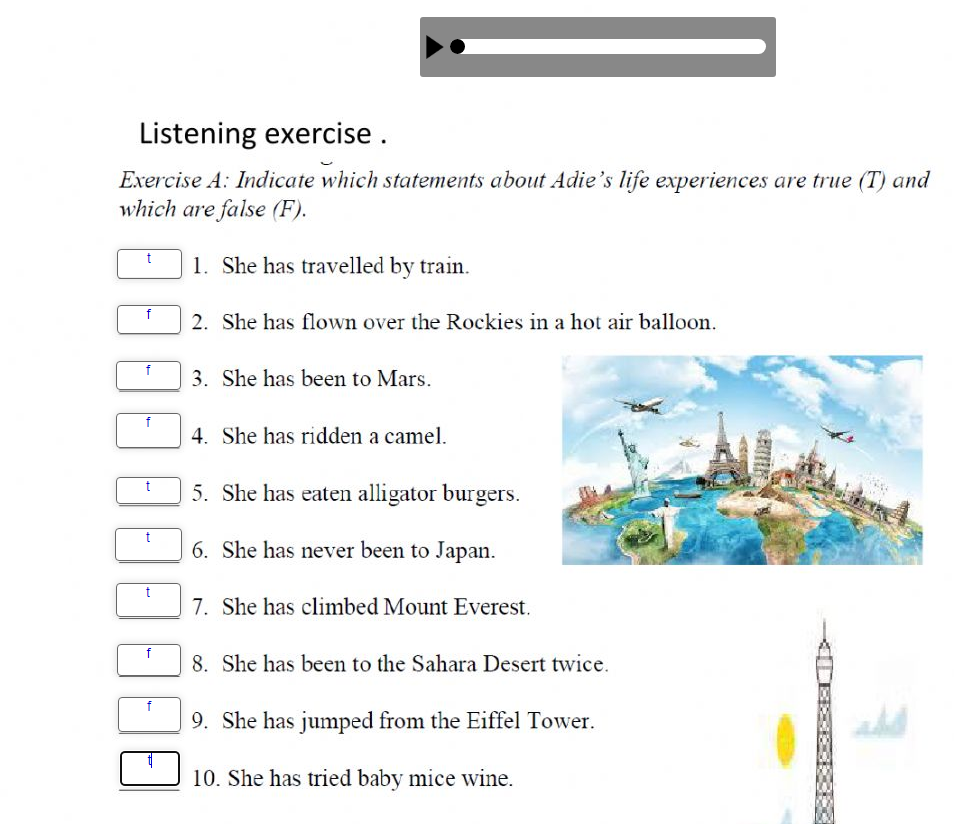 Listening exercise .
Exercise A: Indicate which statements about Adie's life experiences are true (T) and
which are false (F).
t 1. She has travelled by train.
f 2. She has flown over the Rockies in a hot air balloon.
f 3. She has been to Mars.
f 4. She has ridden a camel.
t 5. She has eaten alligator burgers.
t 6. She has never been to Japan.
t 7. She has climbed Mount Everest.
f 8. She has been to the Sahara Desert twice.
f 9. She has jumped from the Eiffel Tower.
t 10. She has tried baby mice wine.